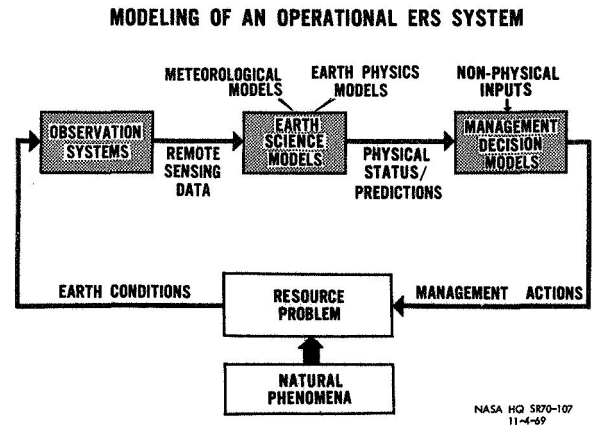 MODELING OF AN OPERATIONAL ERS SYSTEM
METEOROLOGICAL
MODELS
EARTH PHYSICS
MODELS
NON-PHYSICAL
INPUTS
OBSERVATION
SYSTEMS
REMOTE
SENSING
DATA
EARTH
SCIENCE
MODELS
PHYSICAL
STATUS/
PREDICTIONS
MANAGEMENT
DECISION
MODELS
EARTH CONDITIONS
RESOURCE
PROBLEM
MANAGEMENT ACTIONS
NATURAL
PHENOMENA
NASA HQ SR70-107
11-4-69